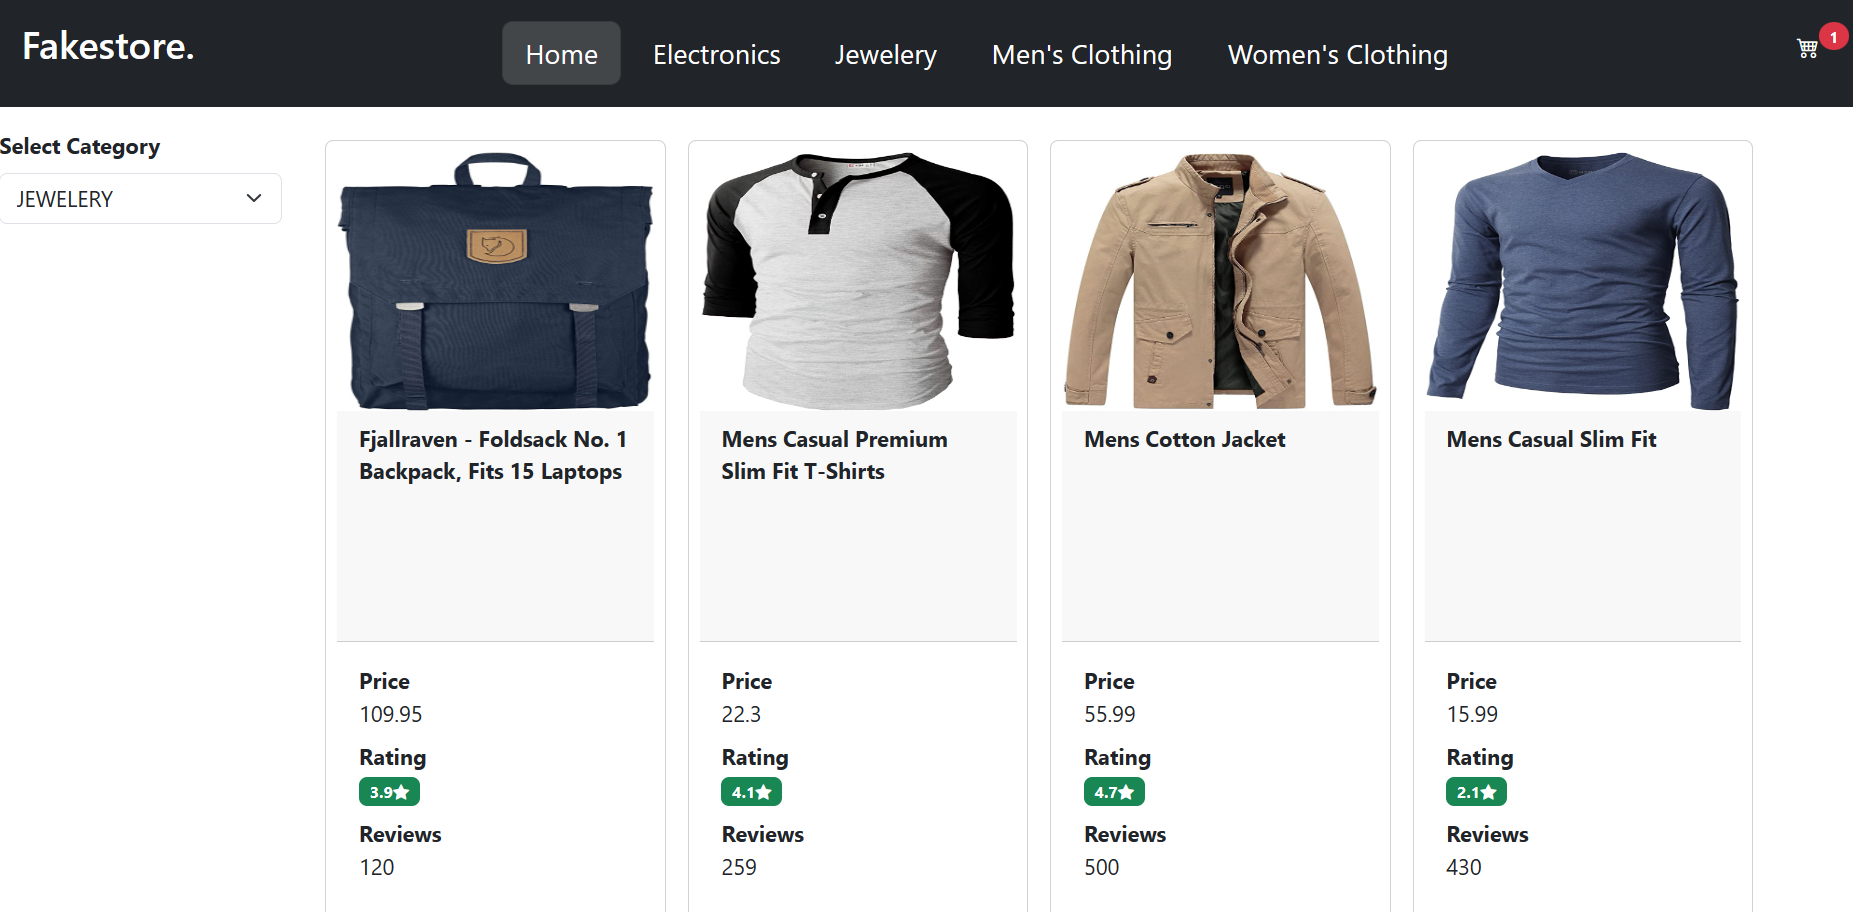 Fakestore.
Home
Electronics
Jewelery
Men's Clothing
Women's Clothing
1
Select Category
JEWELERY
Fjallraven - Foldsack No. 1
Backpack, Fits 15 Laptops
Price
109.95
Rating
3.9
Reviews
120
Mens Casual Premium
Slim Fit T-Shirts
Price
22.3
Rating
4.1
Reviews
259
Mens Cotton Jacket
Price
55.99
Rating
4.7
Reviews
500
Mens Casual Slim Fit
Price
15.99
Rating
2.1
Reviews
430